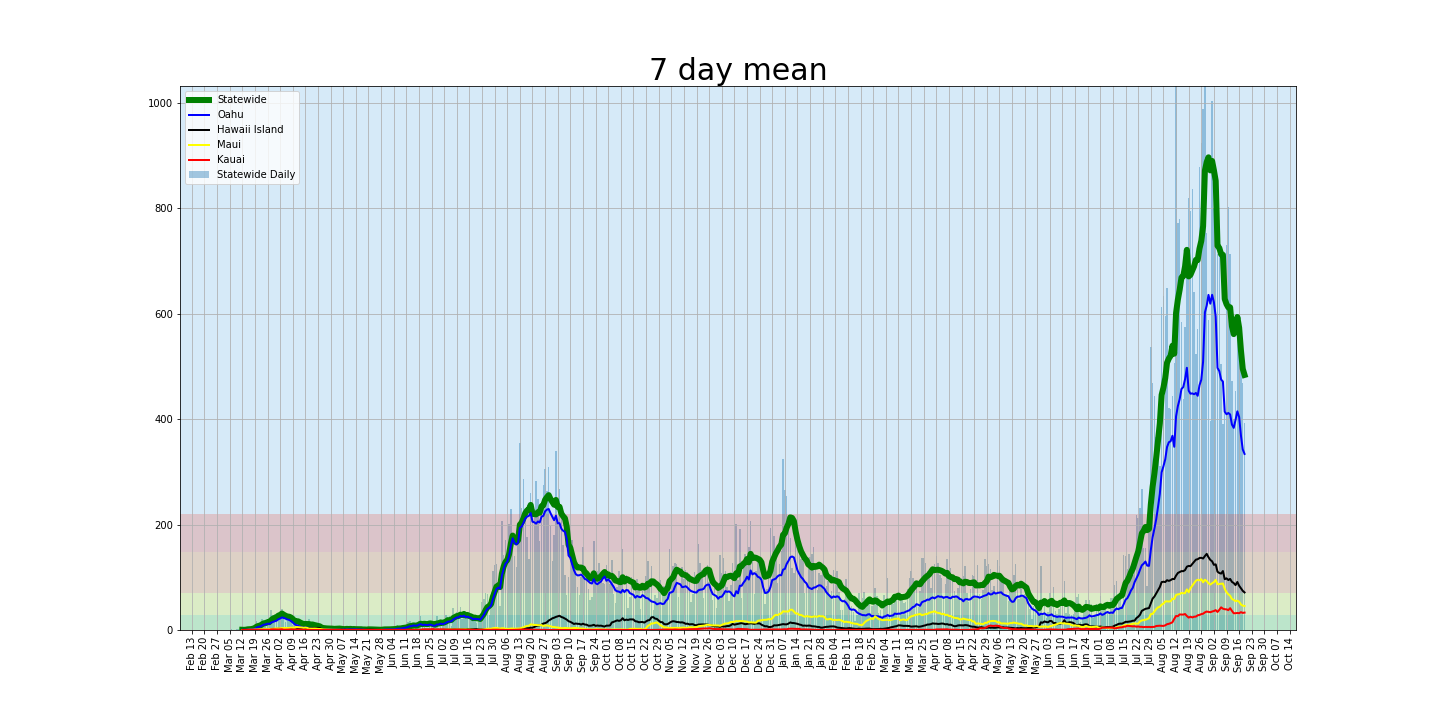 7 day mean
Statewide
Oahu
Hawaii Island
Maui
Kauai
Statewide Daily
1000
800
600
400
200
0
Feb 13
Feb 20
Feb 27
Mar 05
Mar 12
Mar 19
Mar 26
Apr 02
Apr 09
Apr 16
Apr 23
Apr 30
May 07
May 14
May 21
May 28
Jun 04
Jun 11
Jun 18
Jun 25
Jul 02
Jul 09
Jul 16
Jul 23
Jul 30
Aug 06
Aug 13
Aug 20
Aug 27
Sep 03
Sep 10
Sep 17
Sep 24
Oct 01
Oct 08
Oct 15
Oct 22
Oct 29
Nov 05
Nov 12
Nov 19
Nov 26
Dec 03
Dec 10
Dec 17
Dec 24
Dec 31
Jan 07
Jan 14
Jan 21
Jan 28
Feb 04
Feb 11
Feb 18
Feb 25
Mar 04
Mar 11
Mar 18
Mar 25
Apr 01
Apr 08
Apr 15
Apr 22
Apr 29
May 06
May 13
May 20
May 27
Jun 03
Jun 10
Jun 17
Jun 24
Jul 01
Jul 08
Jul 15
Jul 22
Jul 29
Aug 05
Aug 12
Aug 19
Aug 26
Sep 02
Sep 09
Sep 16
Sep 23
Sep 30
Oct 07
Oct 14